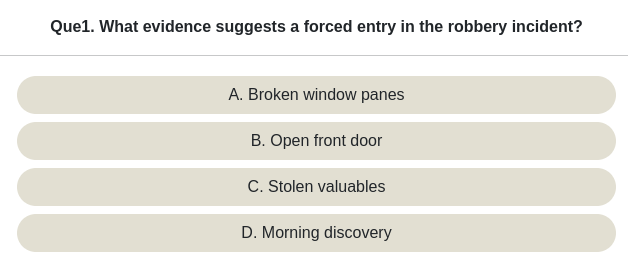 Que1. What evidence suggests a forced entry in the robbery incident?
A. Broken window panes
B. Open front door
C. Stolen valuables
D. Morning discovery